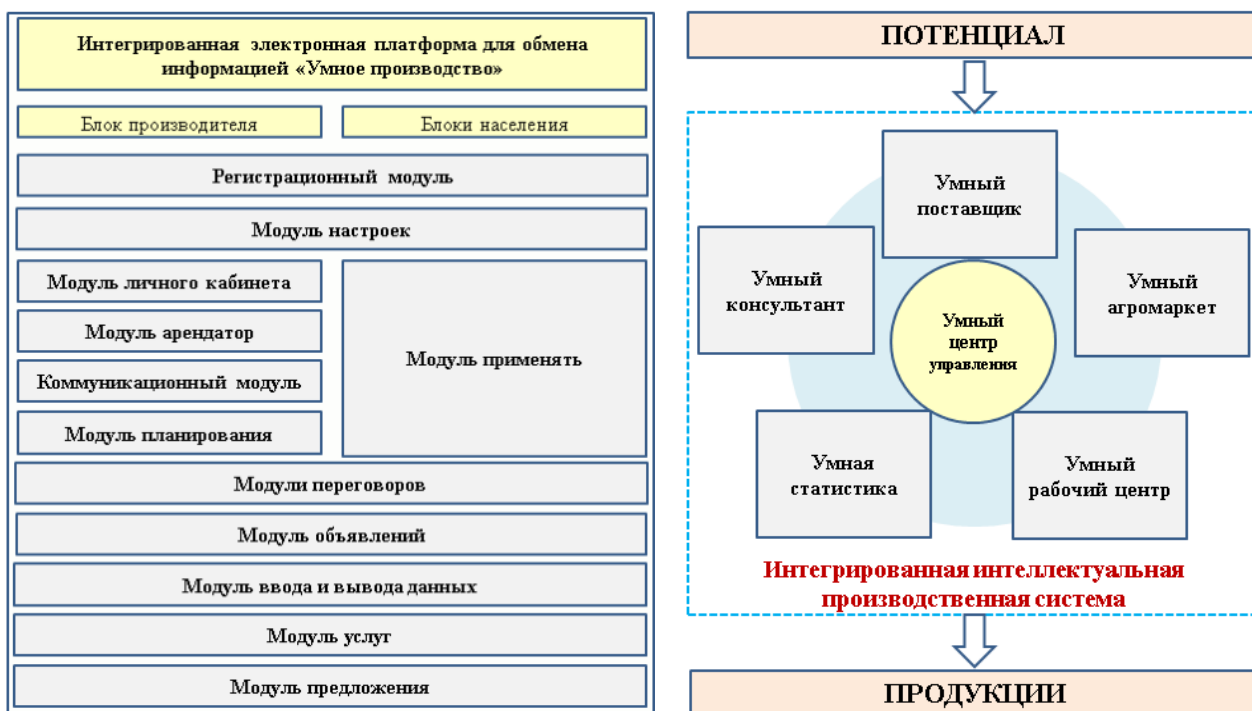 Интегрированная электронная платформа для обмена
информацией «Умное производство»
Блок производителя
Блоки населения
Регистрационный модуль
Модуль настроек
Модуль личного кабинета
Модуль арендатор
Коммуникационный модуль
Модуль планирования
Модуль применять
Модули переговоров
Модуль объявлений
Модуль ввода и вывода данных
Модуль услуг
Модуль предложения
ПОТЕНЦИАЛ
Умный
поставщик
Умный
консультант
Умный
агромаркет
Умный
центр
управления
Умная
статистика
Умный
рабочий центр
Интегрированная интеллектуальная
производственная система
ПРОДУКЦИИ